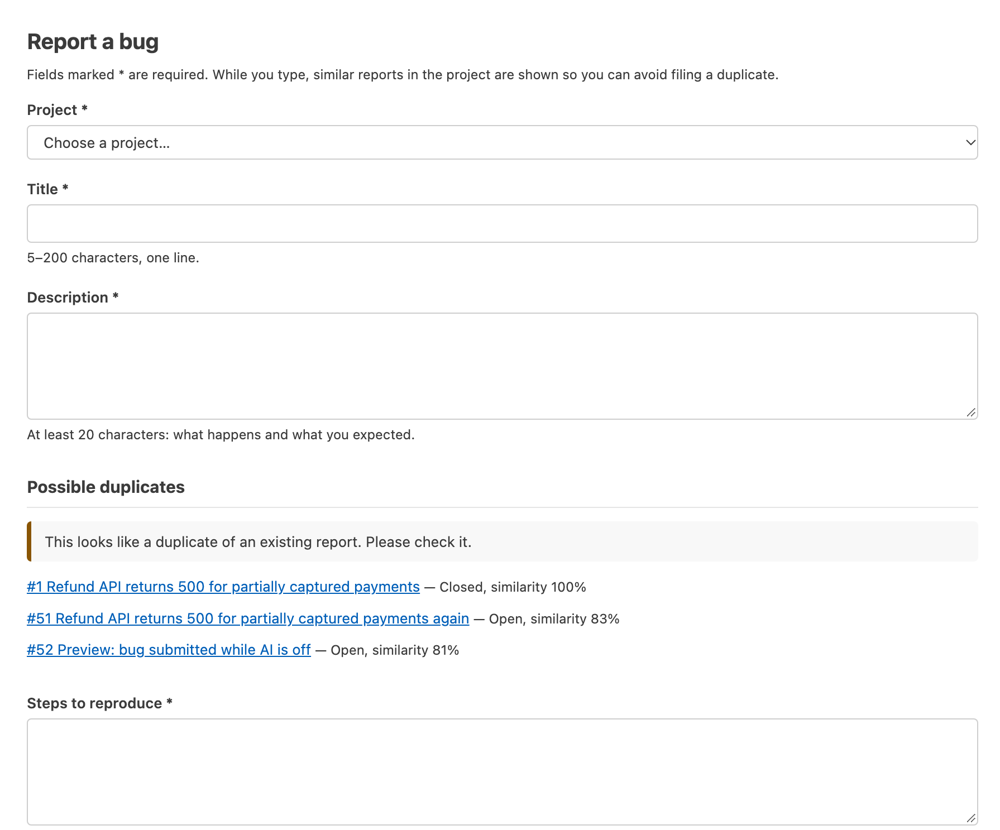 Report a bug
Fields marked * are required. While you type, similar reports in the project are shown so you can avoid filing a duplicate.
Project *
Choose a project...
Title *
5–200 characters, one line.
Description *
At least 20 characters: what happens and what you expected.
Possible duplicates
This looks like a duplicate of an existing report. Please check it.
#1 Refund API returns 500 for partially captured payments — Closed, similarity 100%
#51 Refund API returns 500 for partially captured payments again — Open, similarity 83%
#52 Preview: bug submitted while AI is off — Open, similarity 81%
Steps to reproduce *